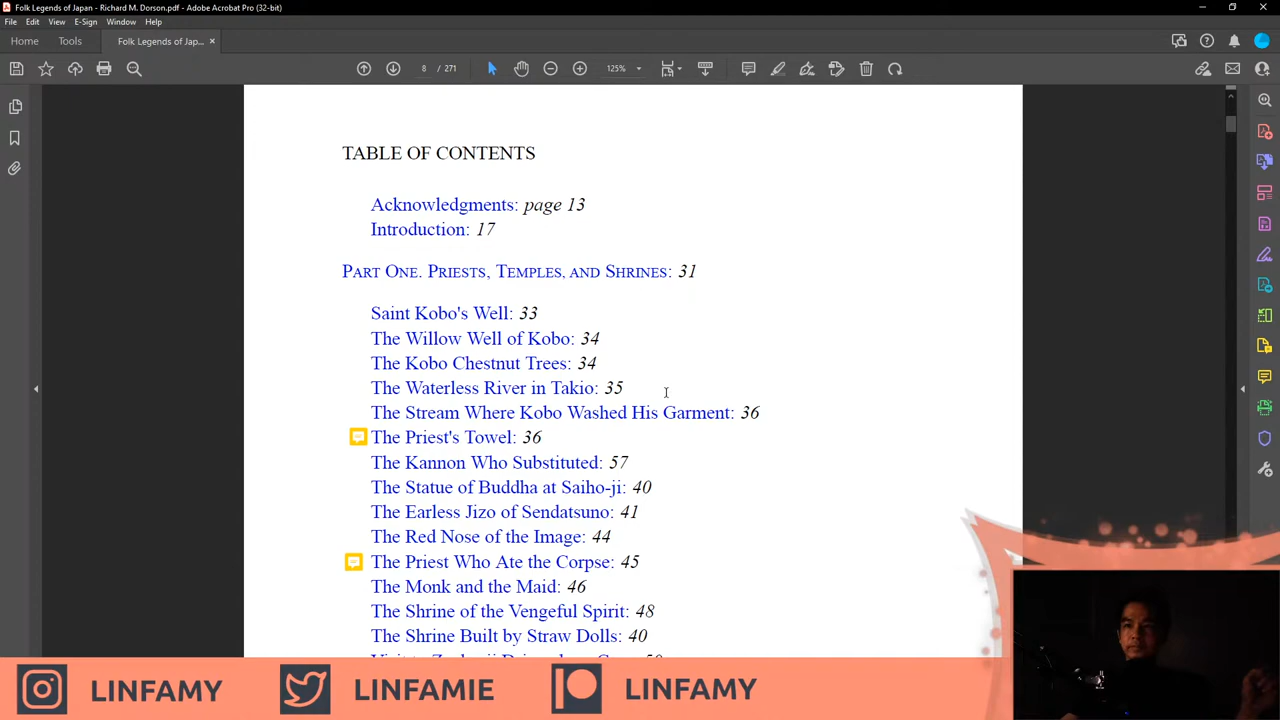 Folk Legends of Japan - Richard M. Dorson.pdf - Adobe Acrobat Pro (32-bit)
File Edit View E-Sign Window Help
Home Tools Folk Legends of Jap... ×
8 / 271 125%
TABLE OF CONTENTS
Acknowledgments: page 13
Introduction: 17
PART ONE. PRIESTS, TEMPLES, AND SHRINES: 31
Saint Kobo's Well: 33
The Willow Well of Kobo: 34
The Kobo Chestnut Trees: 34
The Waterless River in Takio: 35
The Stream Where Kobo Washed His Garment: 36
The Priest's Towel: 36
The Kannon Who Substituted: 57
The Statue of Buddha at Saiho-ji: 40
The Earless Jizo of Sendatsuno: 41
The Red Nose of the Image: 44
The Priest Who Ate the Corpse: 45
The Monk and the Maid: 46
The Shrine of the Vengeful Spirit: 48
The Shrine Built by Straw Dolls: 40
LINFAMY LINFAMIE LINFAMY